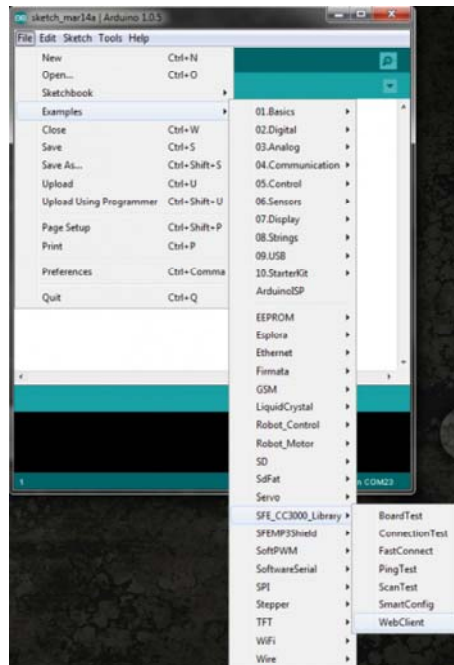 sketch_mar14a | Arduino 1.0.5
File Edit Sketch Tools Help
New Ctrl+N
Open... Ctrl+O
Sketchbook
Examples
Close Ctrl+W
Save Ctrl+S
Save As... Ctrl+Shift+S
Upload Ctrl+U
Upload Using Programmer Ctrl+Shift+U
Page Setup Ctrl+Shift+P
Print Ctrl+P
Preferences Ctrl+Comma
Quit Ctrl+Q
01.Basics
02.Digital
03.Analog
04.Communication
05.Control
06.Sensors
07.Display
08.Strings
09.USB
10.StarterKit
ArduinoISP
EEPROM
Esplora
Ethernet
Firmata
GSM
LiquidCrystal
Robot_Control
Robot_Motor
SD
SdFat
Servo
SFE_CC3000_Library
SFEMP3Shield
SoftPWM
SoftwareSerial
SPI
Stepper
TFT
WiFi
Wire
BoardTest
ConnectionTest
FastConnect
PingTest
ScanTest
SmartConfig
WebClient
1
n COM23